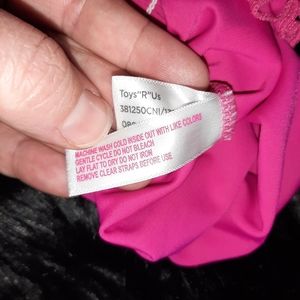 Toys"R"Us
MACHINE WASH COLD INSIDE OUT WITH LIKE COLORS
GENTLE CYCLE DO NOT BLEACH
LAY FLAT TO DRY DO NOT IRON
REMOVE CLEAR STRAPS BEFORE USE